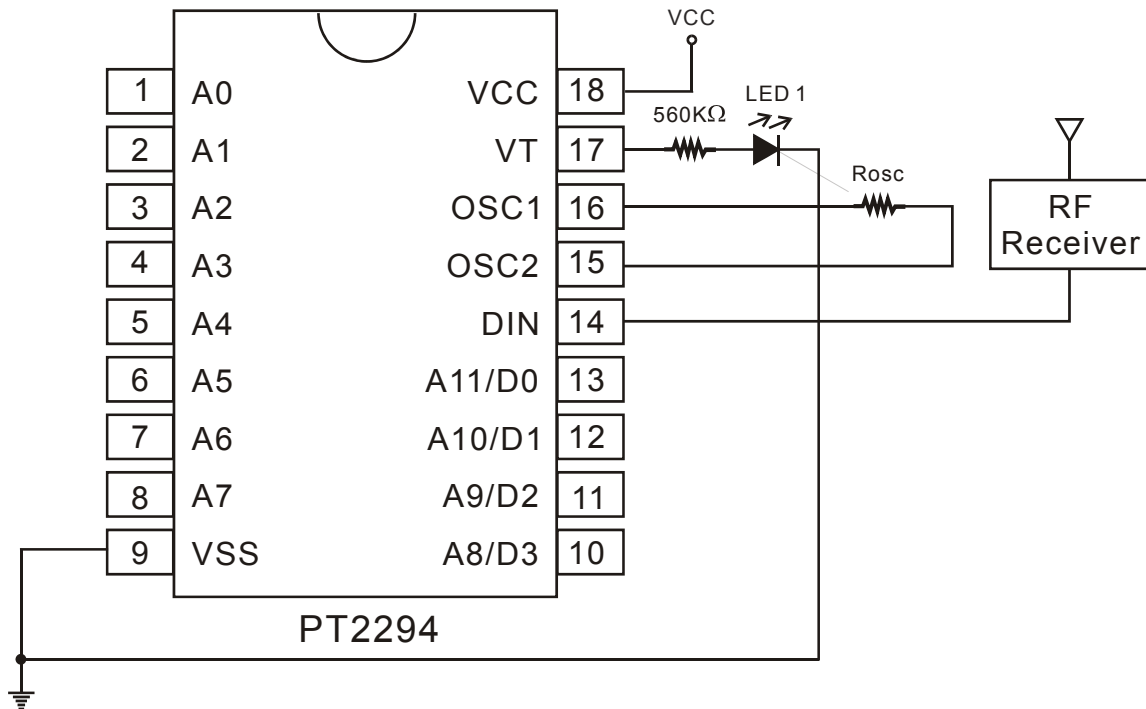 VCC
1 A0 VCC 18
LED 1
560KΩ
2 A1 VT 17
Rosc
3 A2 OSC1 16
RF
Receiver
4 A3 OSC2 15
5 A4 DIN 14
6 A5 A11/D0 13
7 A6 A10/D1 12
8 A7 A9/D2 11
9 VSS A8/D3 10
PT2294